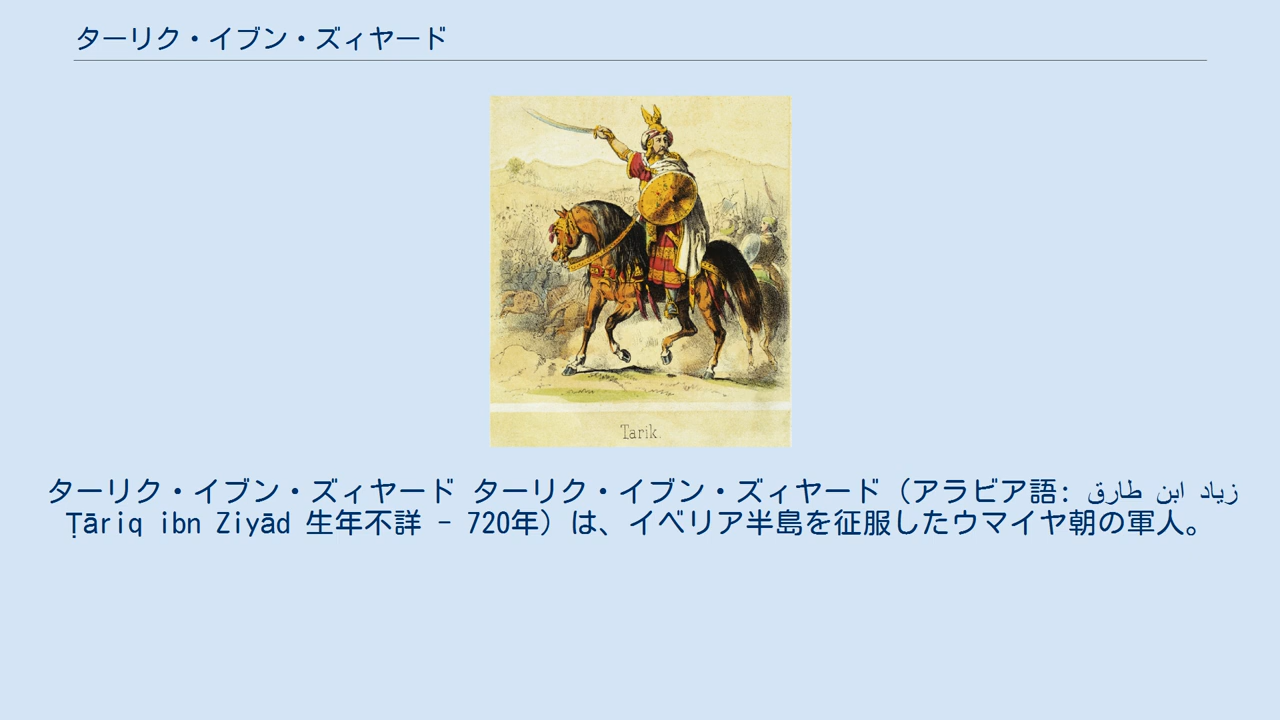 ターリク・イブン・ズィヤード
Tarik.
ターリク・イブン・ズィヤード ターリク・イブン・ズィヤード（アラビア語: زياد ابن طارق
Ṭāriq ibn Ziyād 生年不詳 - 720年）は、イベリア半島を征服したウマイヤ朝の軍人。